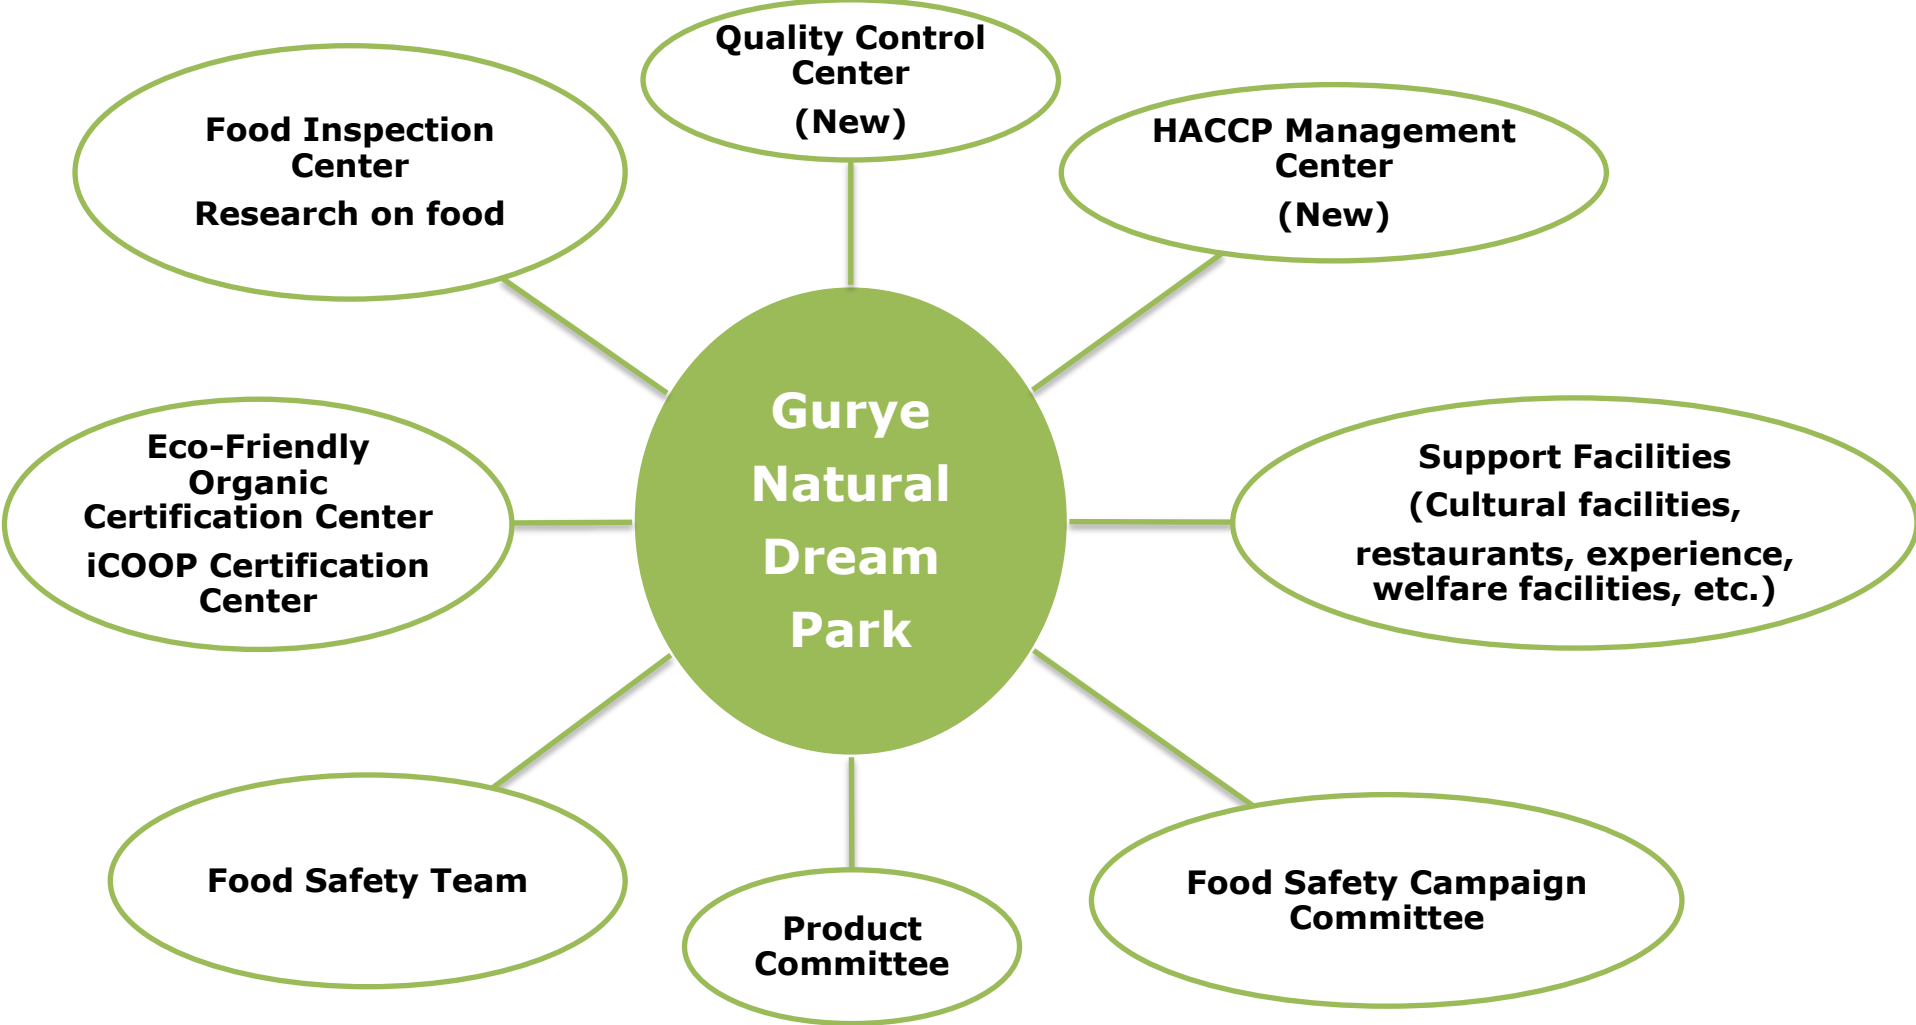 Quality Control
Center
(New)
Food Inspection
Center
Research on food
HACCP Management
Center
(New)
Gurye
Natural
Dream
Park
Eco-Friendly
Organic
Certification Center
iCOOP Certification
Center
Support Facilities
(Cultural facilities,
restaurants, experience,
welfare facilities, etc.)
Food Safety Team
Product
Committee
Food Safety Campaign
Committee